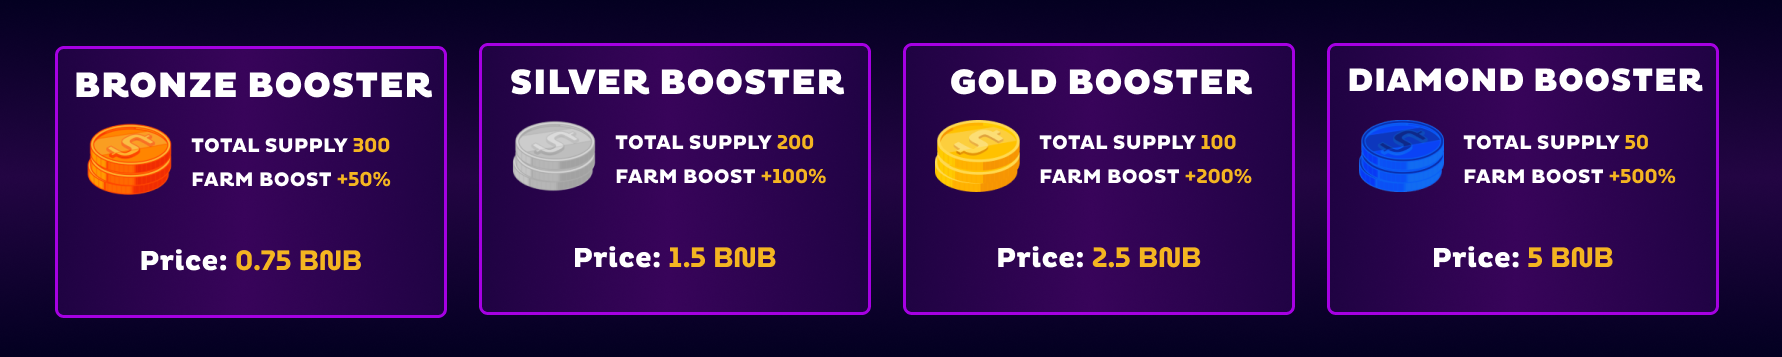 BRONZE BOOSTER
TOTAL SUPPLY 300
FARM BOOST +50%
Price: 0.75 BNB
SILVER BOOSTER
TOTAL SUPPLY 200
FARM BOOST +100%
Price: 1.5 BNB
GOLD BOOSTER
TOTAL SUPPLY 100
FARM BOOST +200%
Price: 2.5 BNB
DIAMOND BOOSTER
TOTAL SUPPLY 50
FARM BOOST +500%
Price: 5 BNB